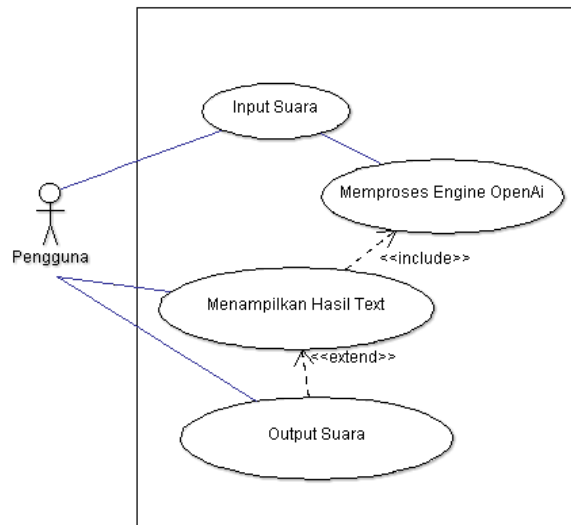 Input Suara
Memproses Engine OpenAi
<<include>>
Pengguna
Menampilkan Hasil Text
<<extend>>
Output Suara